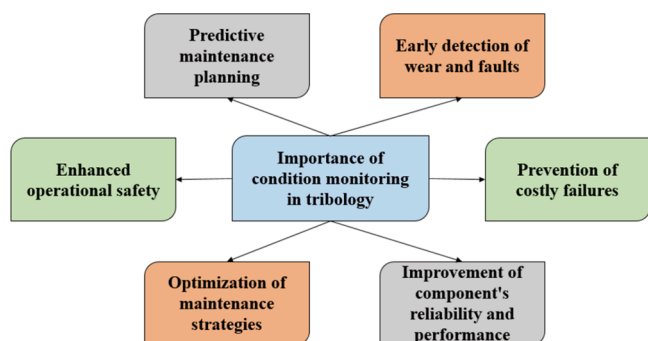 Predictive
maintenance
planning
Early detection of
wear and faults
Enhanced
operational safety
Importance of
condition monitoring
in tribology
Prevention of
costly failures
Optimization of
maintenance
strategies
Improvement of
component's
reliability and
performance